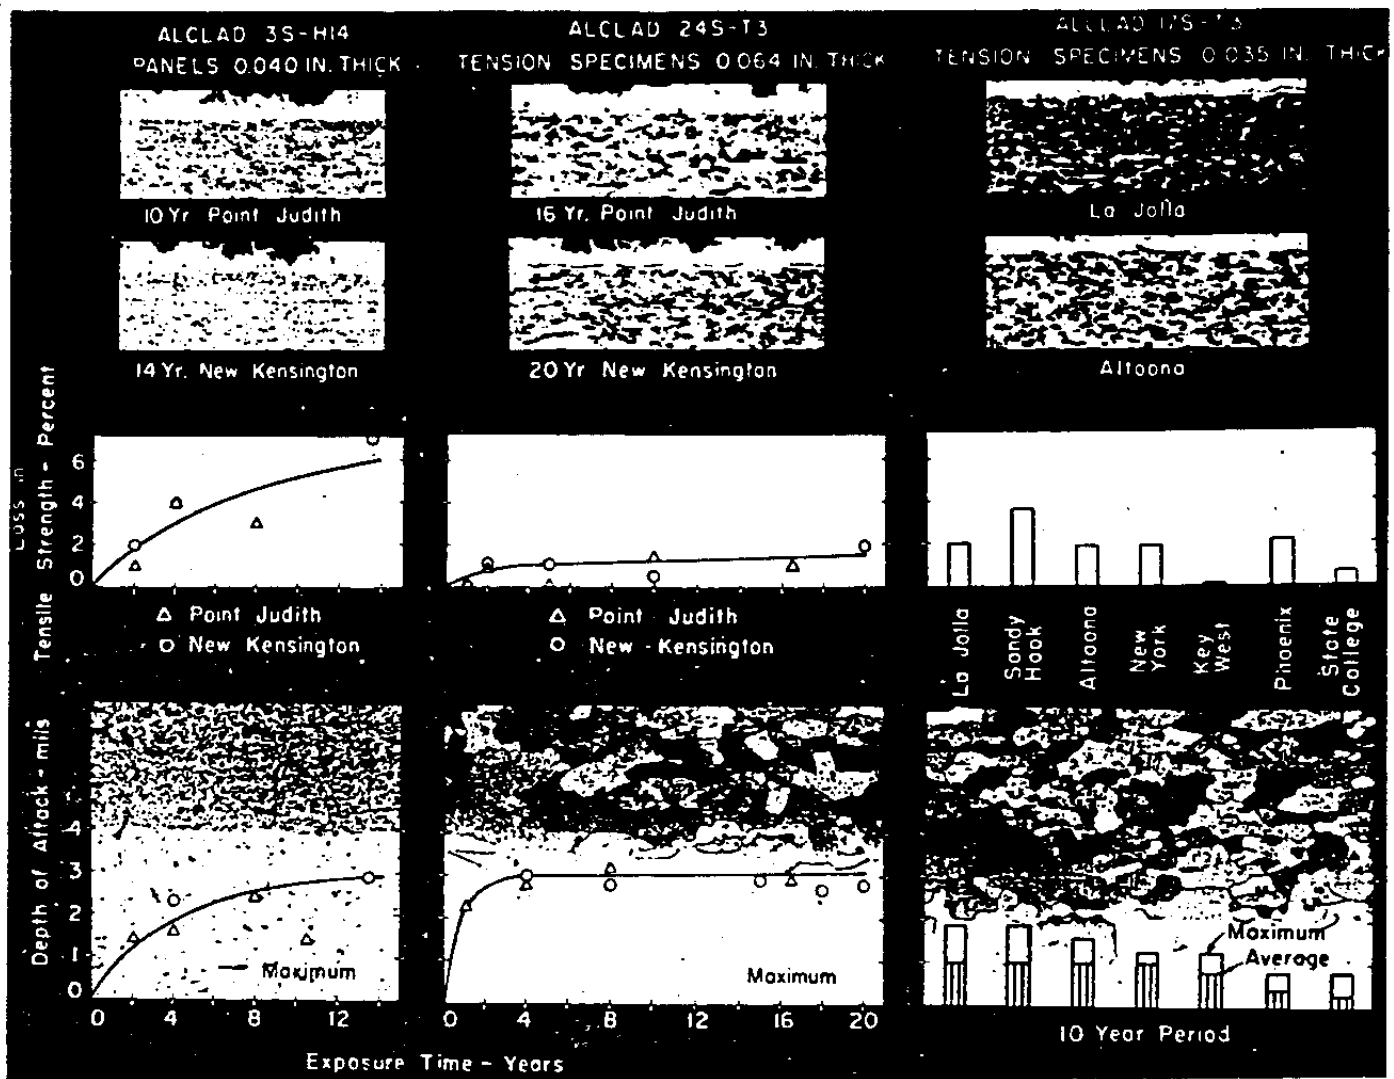 ALCLAD 3S-H14
PANELS 0.040 IN. THICK
ALCLAD 24S-T3
TENSION SPECIMENS 0.064 IN. THICK
ALCLAD 17S-T3
TENSION SPECIMENS 0.035 IN. THICK
10 Yr. Point Judith
16 Yr. Point Judith
La Jolla
14 Yr. New Kensington
20 Yr New Kensington
Altoona
Loss in
Tensile Strength - Percent
6
4
2
0
△ Point Judith
○ New Kensington
△ Point Judith
○ New - Kensington
La Jolla
Sandy
Hook
Altoona
New
York
Key
West
Phoenix
State
College
Depth of Attack - mils
4
3
2
1
0
Maximum
Maximum
Maximum
Average
0 4 8 12
0 4 8 12 16 20
10 Year Period
Exposure Time - Years